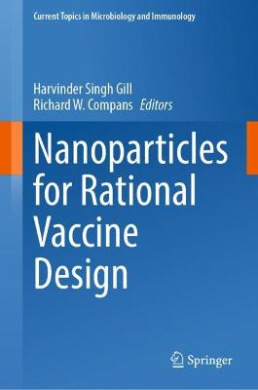 Current Topics in Microbiology and Immunology
Harvinder Singh Gill
Richard W. Compans Editors
Nanoparticles
for Rational
Vaccine
Design
Springer